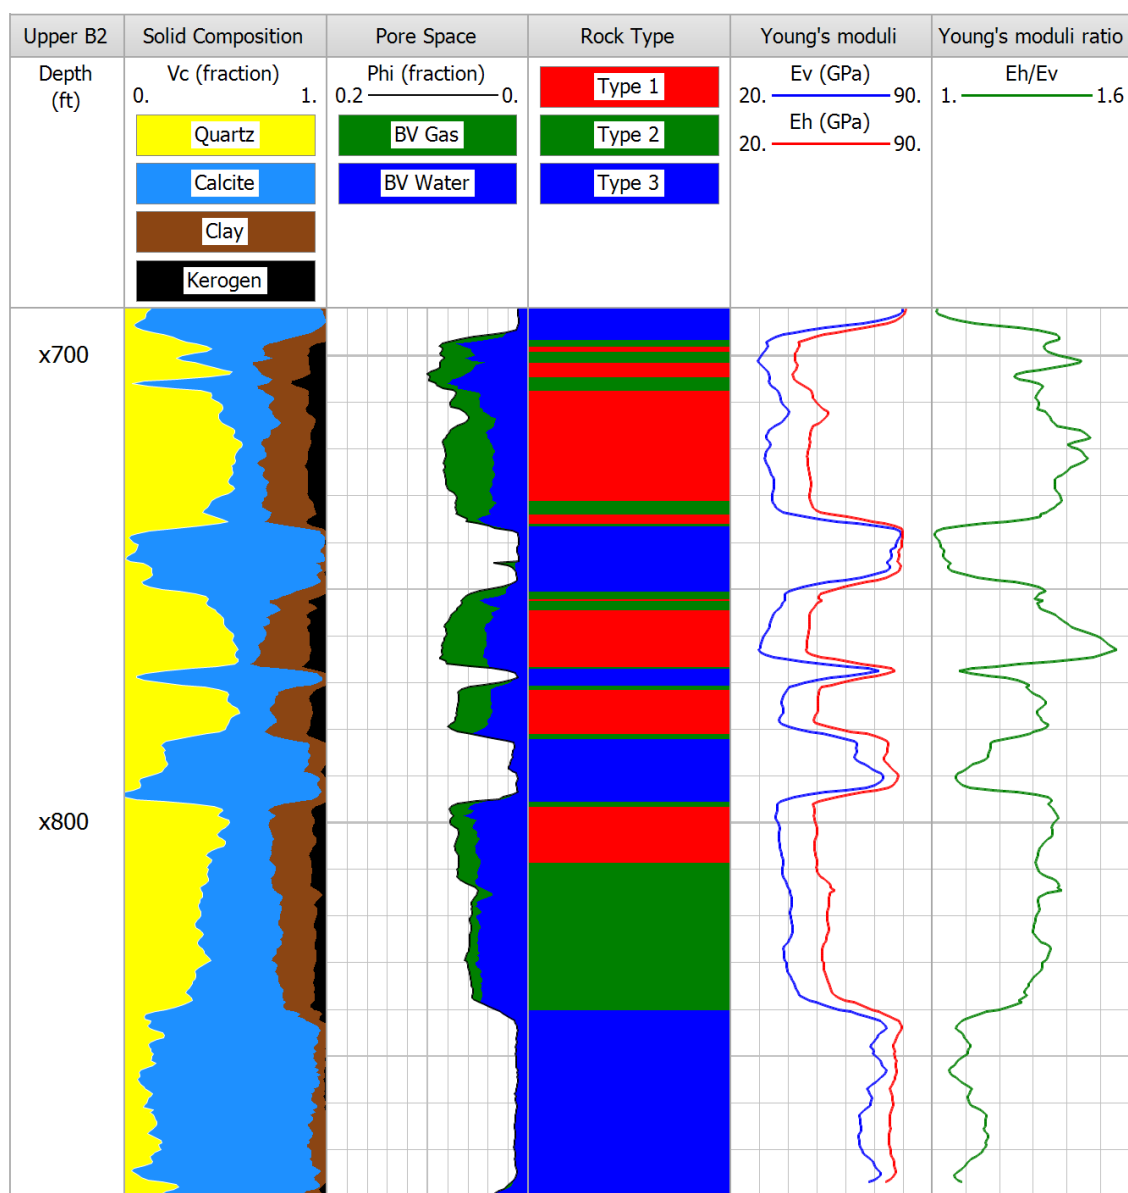 Upper B2 Solid Composition Pore Space Rock Type Young's moduli Young's moduli ratio
Depth
(ft)
Vc (fraction)
0. 1.
Quartz
Calcite
Clay
Kerogen
Phi (fraction)
0.2 0.
BV Gas
BV Water
Type 1
Type 2
Type 3
Ev (GPa)
20. 90.
Eh (GPa)
20. 90.
Eh/Ev
1. 1.6
x700
x800